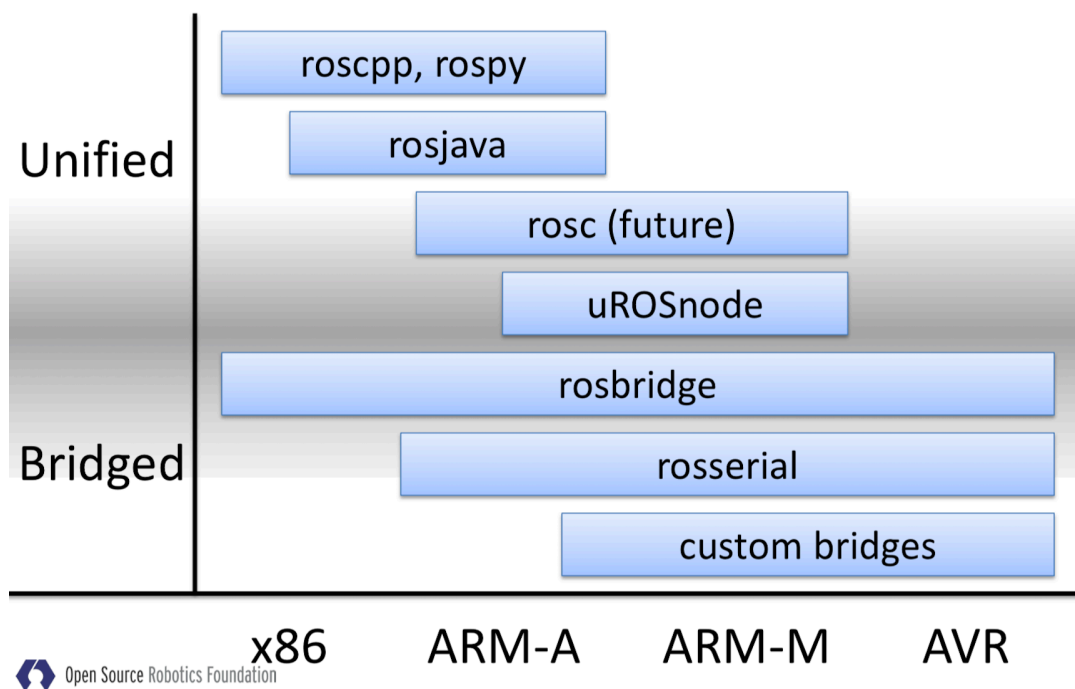 roscpp, rospy
rosjava
Unified
rosc (future)
uROSnode
rosbridge
Bridged
rosserial
custom bridges
x86 ARM-A ARM-M AVR
Open Source Robotics Foundation